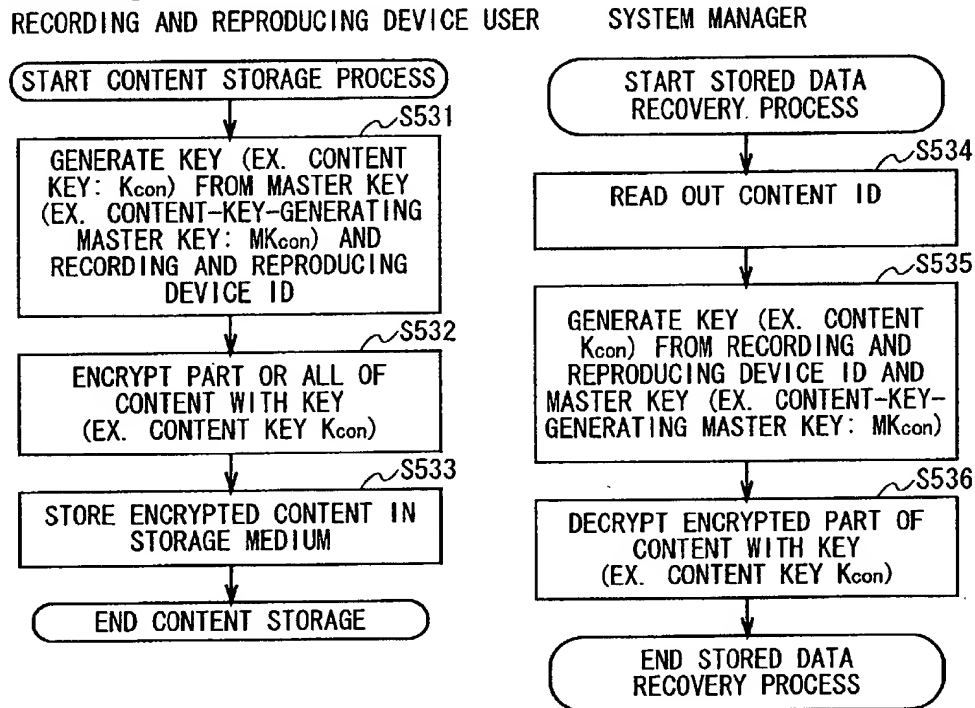 RECORDING AND REPRODUCING DEVICE USER
START CONTENT STORAGE PROCESS
S531
GENERATE KEY (EX. CONTENT
KEY: Kcon) FROM MASTER KEY
(EX. CONTENT-KEY-GENERATING
MASTER KEY: MKcon) AND
RECORDING AND REPRODUCING
DEVICE ID
S532
ENCRYPT PART OR ALL OF
CONTENT WITH KEY
(EX. CONTENT KEY Kcon)
S533
STORE ENCRYPTED CONTENT IN
STORAGE MEDIUM
END CONTENT STORAGE
SYSTEM MANAGER
START STORED DATA
RECOVERY PROCESS
S534
READ OUT CONTENT ID
S535
GENERATE KEY (EX. CONTENT
Kcon) FROM RECORDING AND
REPRODUCING DEVICE ID AND
MASTER KEY (EX. CONTENT-KEY-
GENERATING MASTER KEY: MKcon)
S536
DECRYPT ENCRYPTED PART OF
CONTENT WITH KEY
(EX. CONTENT KEY Kcon)
END STORED DATA
RECOVERY PROCESS